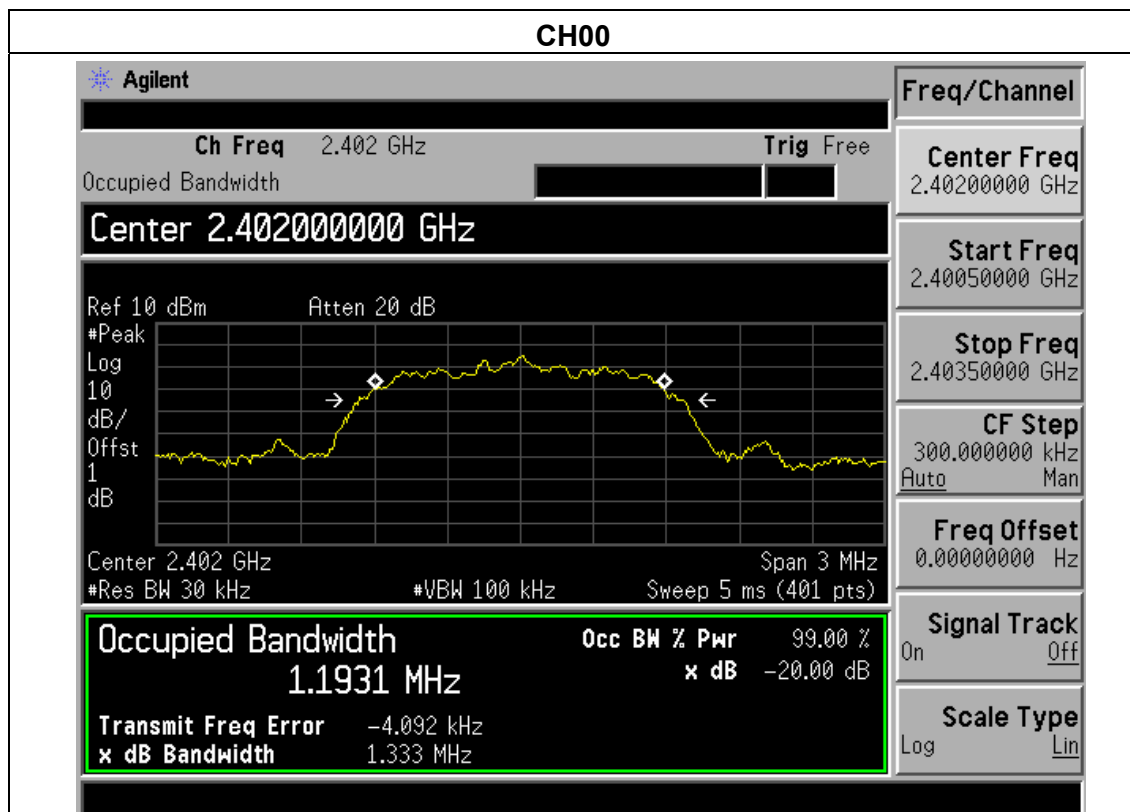 CH00
Agilent
Freq/Channel
Ch Freq 2.402 GHz Trig Free
Occupied Bandwidth
Center 2.402000000 GHz
Ref 10 dBm Atten 20 dB
#Peak
Log
10
dB/
Offst
1
dB
Center 2.402 GHz Span 3 MHz
#Res BW 30 kHz #VBW 100 kHz Sweep 5 ms (401 pts)
Occupied Bandwidth Occ BW % Pwr 99.00 %
1.1931 MHz x dB -20.00 dB
Transmit Freq Error -4.092 kHz
x dB Bandwidth 1.333 MHz
Center Freq
2.40200000 GHz
Start Freq
2.40050000 GHz
Stop Freq
2.40350000 GHz
CF Step
300.000000 kHz
Auto Man
Freq Offset
0.00000000 Hz
Signal Track
On Off
Scale Type
Log Lin